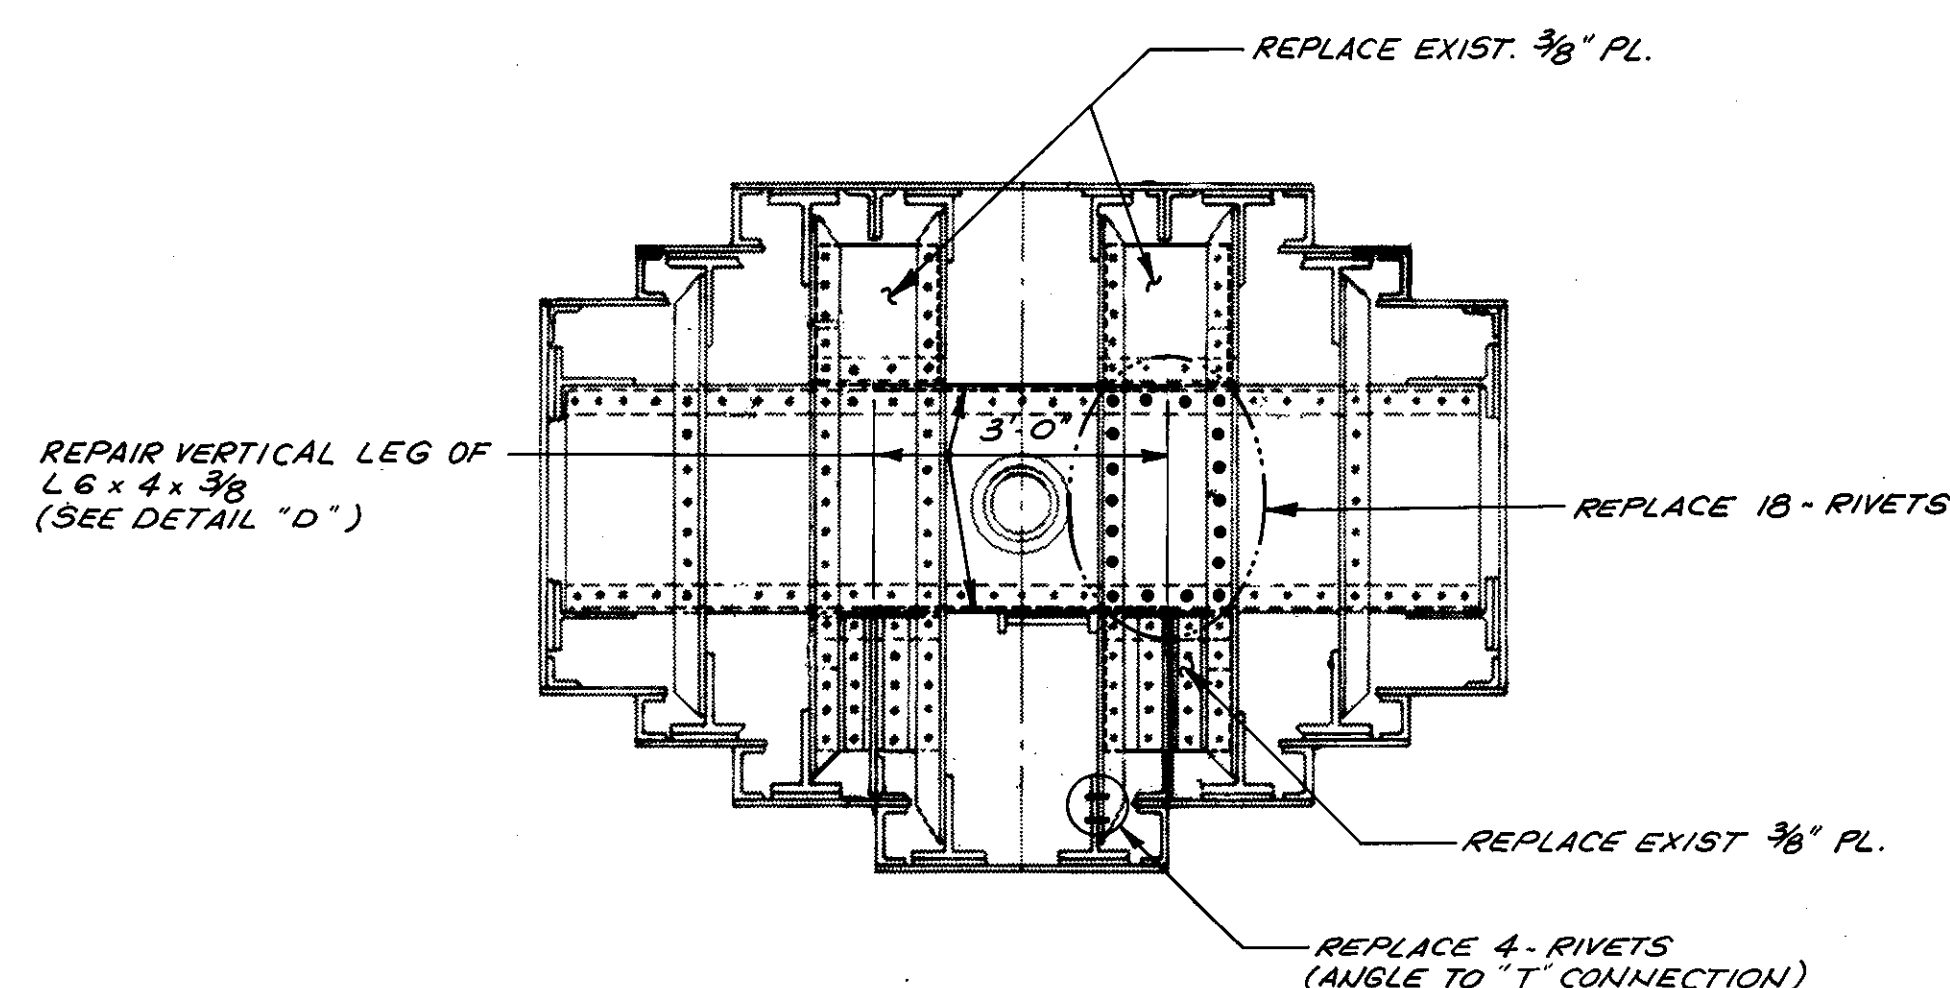 REPLACE EXIST. 3/8" PL.
3'-0"
REPAIR VERTICAL LEG OF
L 6 x 4 x 3/8
(SEE DETAIL "D")
REPLACE 18 - RIVETS
REPLACE EXIST 3/8" PL.
REPLACE 4 - RIVETS
(ANGLE TO "T" CONNECTION)